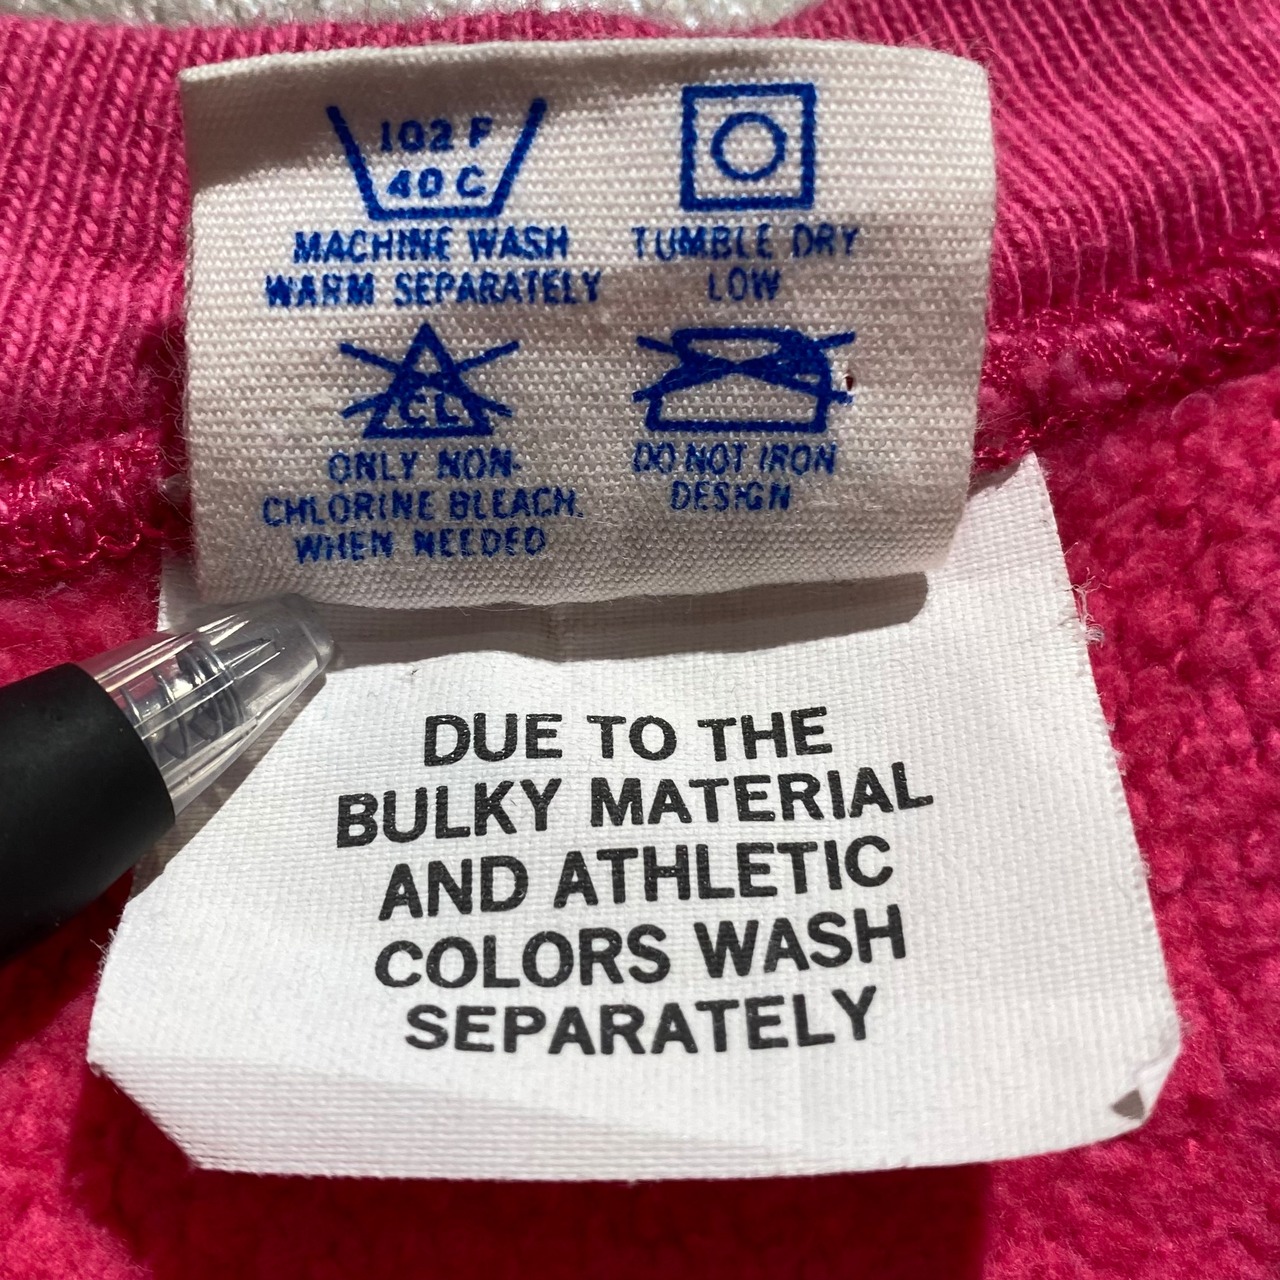 102 F
40 C
MACHINE WASH
WARM SEPARATELY
TUMBLE DRY
LOW
CL
ONLY NON-
CHLORINE BLEACH,
WHEN NEEDED
DO NOT IRON
DESIGN
DUE TO THE
BULKY MATERIAL
AND ATHLETIC
COLORS WASH
SEPARATELY